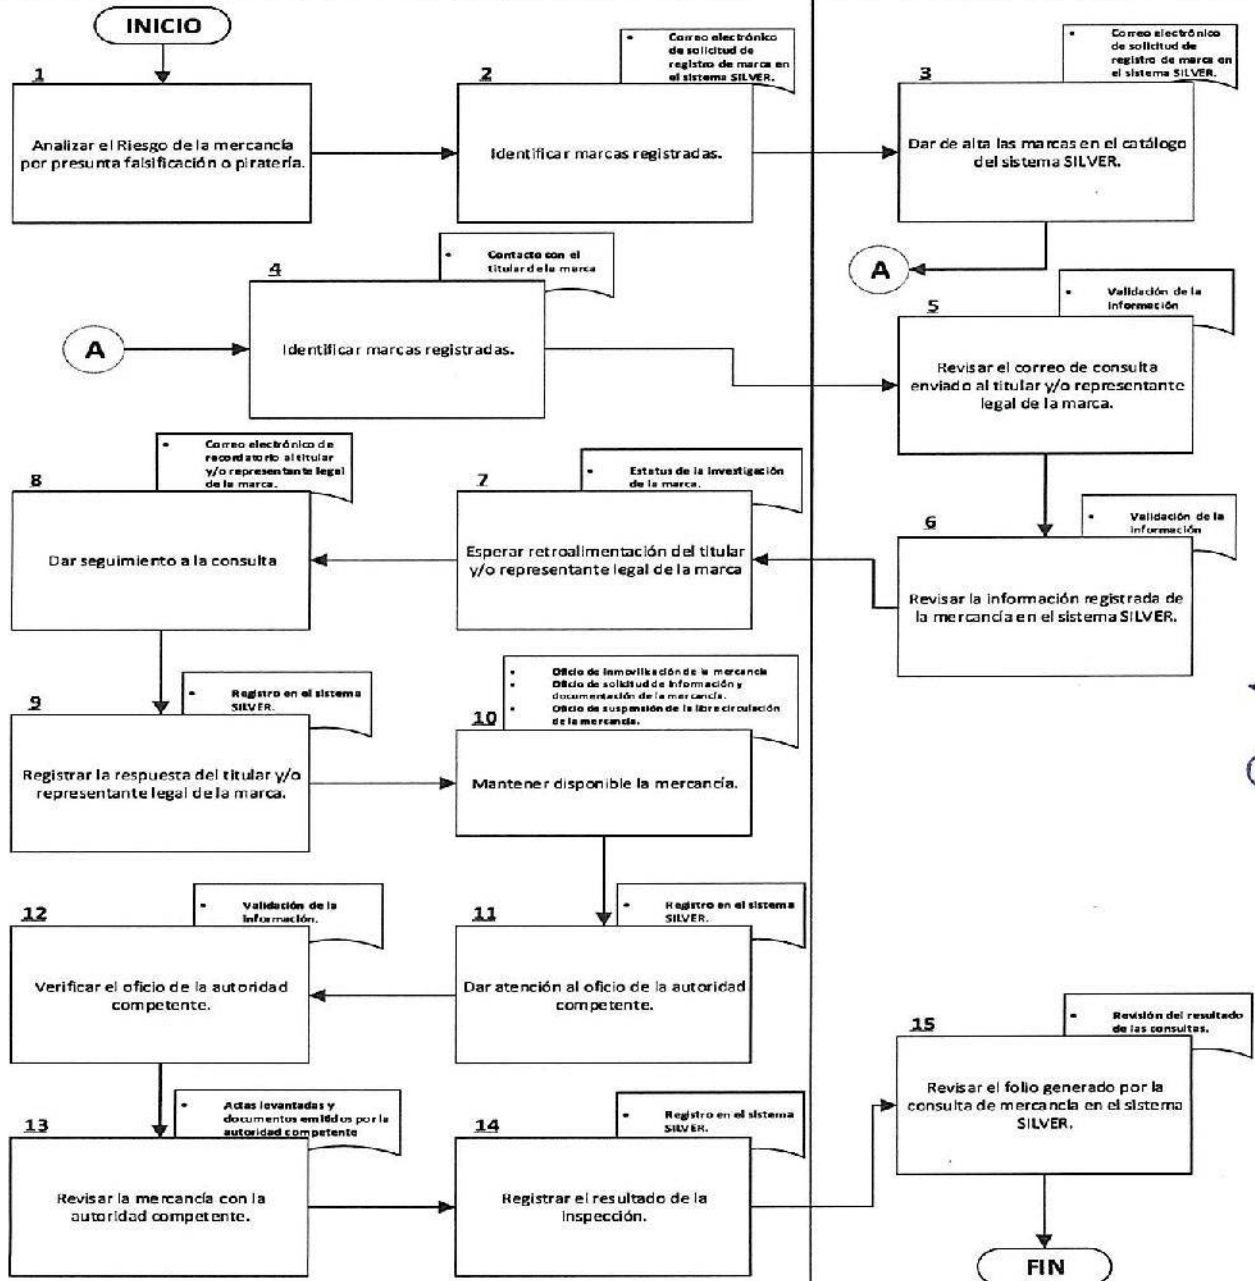 INICIO
1
Analizar el Riesgo de la mercancía
por presunta falsificación o piratería.
2
• Correo electrónico
de solicitud de
registro de marca en
el sistema SILVER.
Identificar marcas registradas.
3
• Correo electrónico
de solicitud de
registro de marca en
el sistema SILVER.
Dar de alta las marcas en el catálogo
del sistema SILVER.
A
A
4
• Contacto con el
titular de la marca
Identificar marcas registradas.
5
• Validación de la
información
Revisar el correo de consulta
enviado al titular y/o representante
legal de la marca.
6
• Validación de la
información
Revisar la información registrada de
la mercancía en el sistema SILVER.
7
• Estatus de la investigación
de la marca.
Esperar retroalimentación del titular
y/o representante legal de la marca
8
• Correo electrónico de
recordatorio al titular
y/o representante legal
de la marca.
Dar seguimiento a la consulta
9
• Registro en el sistema
SILVER.
Registrar la respuesta del titular y/o
representante legal de la marca.
10
• Oficio de inmovilización de la mercancía
• Oficio de solicitud de información y
documentación de la mercancía.
• Oficio de suspensión de la libre circulación
de la mercancía.
Mantener disponible la mercancía.
11
• Registro en el sistema
SILVER.
Dar atención al oficio de la autoridad
competente.
12
• Validación de la
información.
Verificar el oficio de la autoridad
competente.
13
• Actas levantadas y
documentos emitidos por la
autoridad competente
Revisar la mercancía con la
autoridad competente.
14
• Registro en el sistema
SILVER.
Registrar el resultado de la
inspección.
15
• Revisión del resultado
de las consultas.
Revisar el folio generado por la
consulta de mercancía en el sistema
SILVER.
FIN